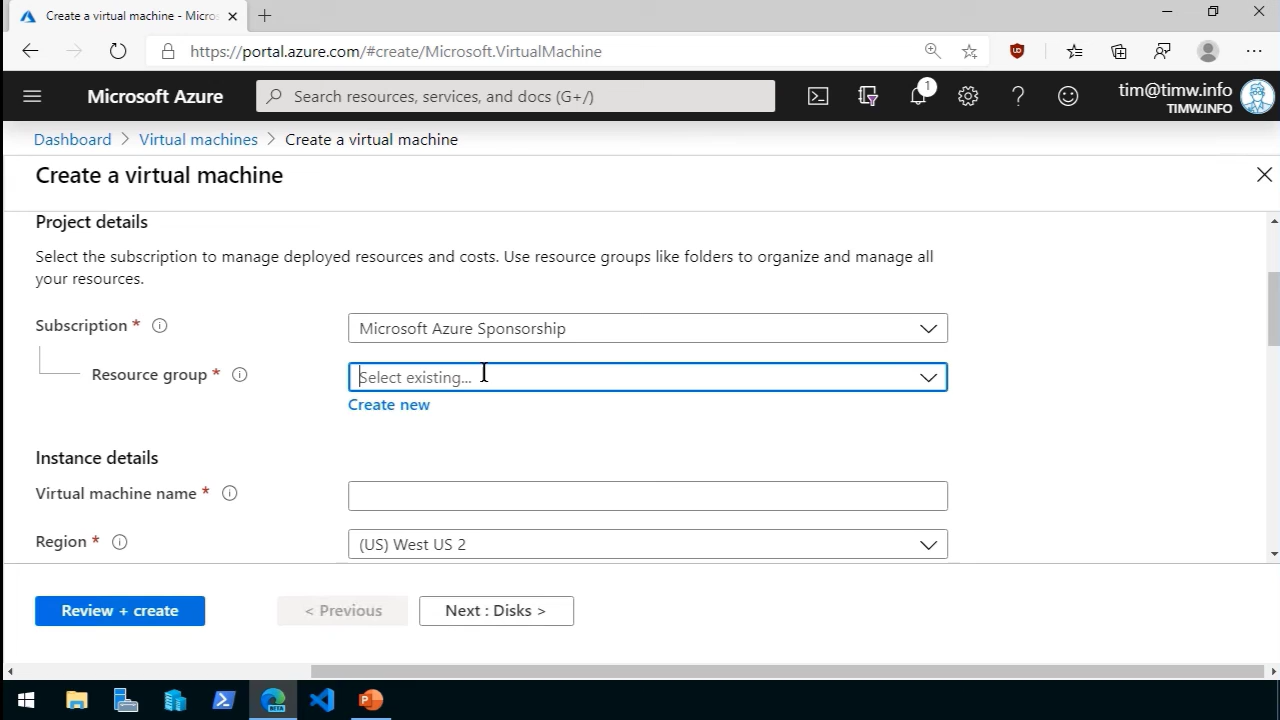 Create a virtual machine - Micros
https://portal.azure.com/#create/Microsoft.VirtualMachine
Microsoft Azure
Search resources, services, and docs (G+/)
1
tim@timw.info
TIMW.INFO
Dashboard > Virtual machines > Create a virtual machine
Create a virtual machine
Project details
Select the subscription to manage deployed resources and costs. Use resource groups like folders to organize and manage all
your resources.
Subscription *
Microsoft Azure Sponsorship
Resource group *
Select existing...
Create new
Instance details
Virtual machine name *
Region *
(US) West US 2
Review + create
< Previous
Next : Disks >
BETA